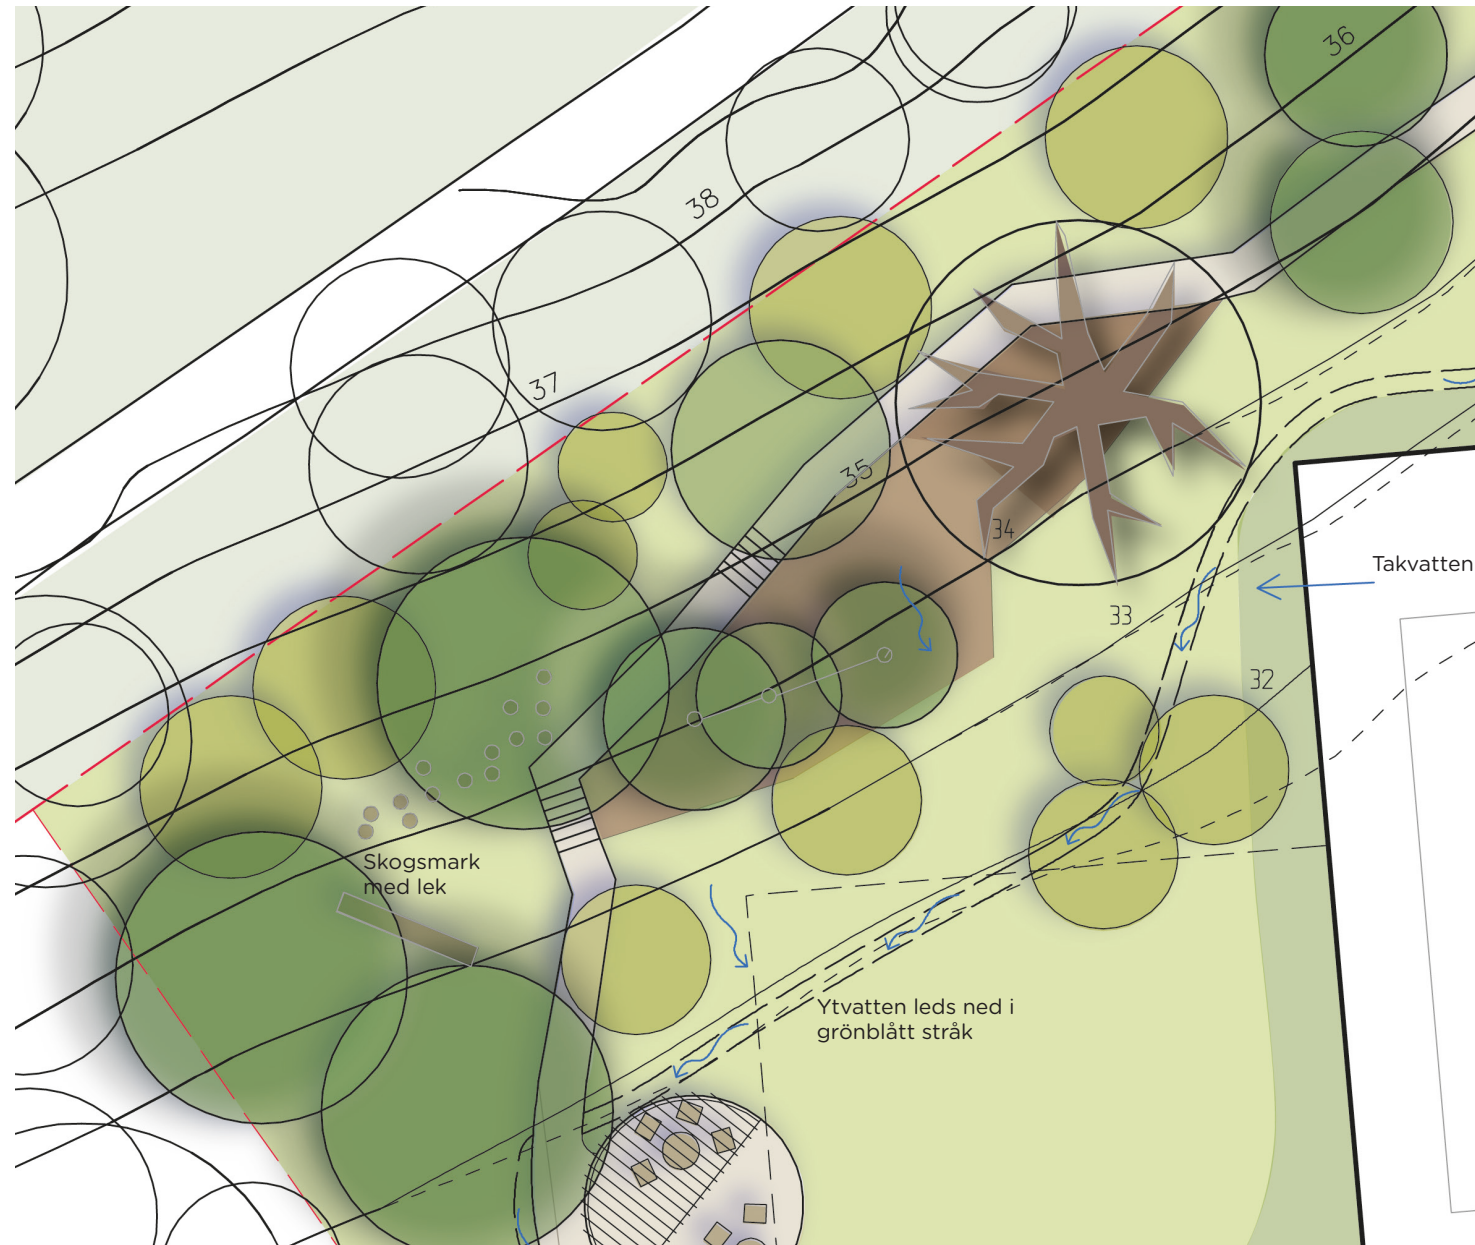 36
38
37
35
34
Takvatten
33
32
Skogsmark
med lek
Ytvatten leds ned i
grönblått stråk